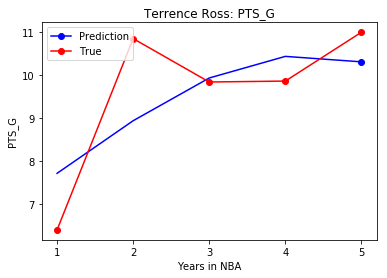 Terrence Ross: PTS_G
Prediction
True
11
10
9
8
7
PTS_G
1 2 3 4 5
Years in NBA